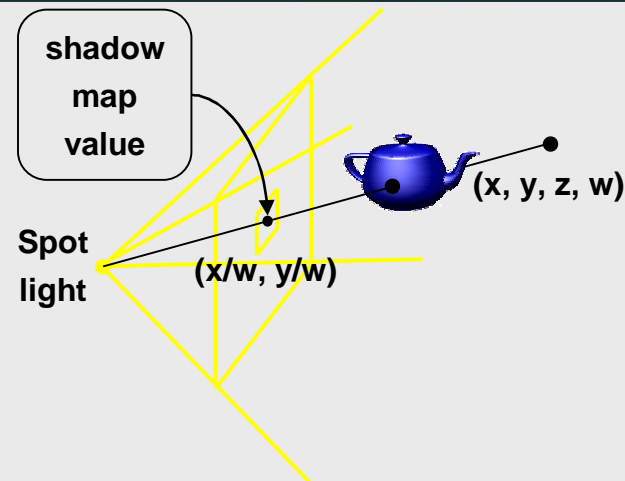 shadow
map
value
(x, y, z, w)
Spot
light
(x/w, y/w)